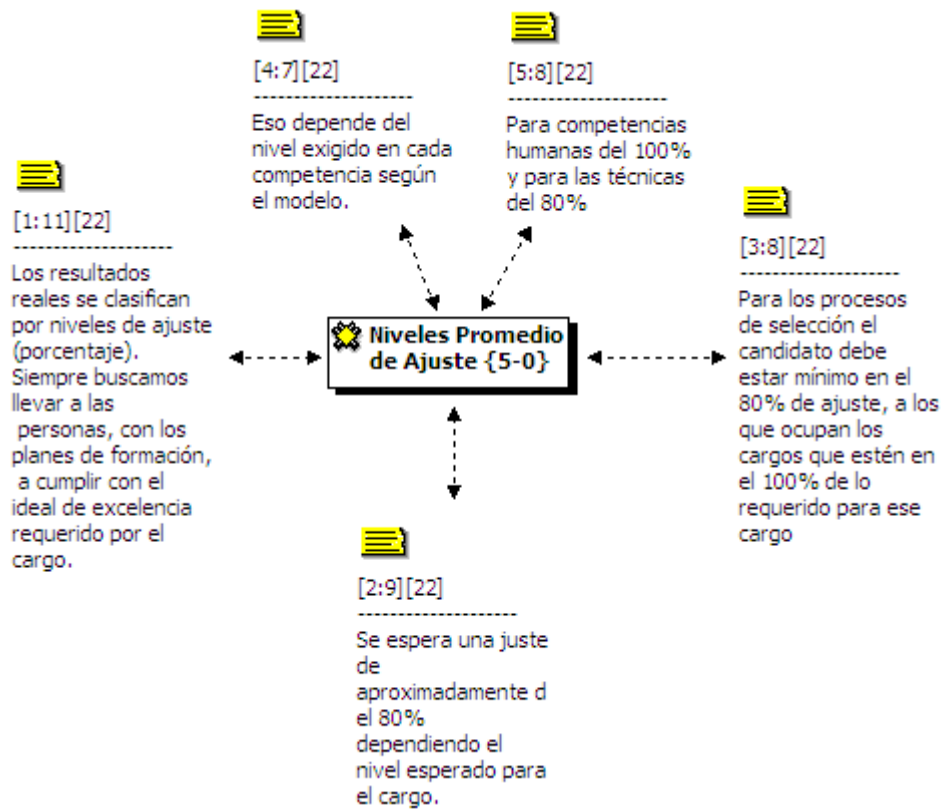 [4:7][22]
--------------------
Eso depende del
nivel exigido en cada
competencia según
el modelo.
[5:8][22]
--------------------
Para competencias
humanas del 100%
y para las técnicas
del 80%
[1:11][22]
--------------------
Los resultados
reales se clasifican
por niveles de ajuste
(porcentaje).
Siempre buscamos
llevar a las
personas, con los
planes de formación,
a cumplir con el
ideal de excelencia
requerido por el
cargo.
Niveles Promedio
de Ajuste {5-0}
[3:8][22]
--------------------
Para los procesos
de selección el
candidato debe
estar mínimo en el
80% de ajuste, a los
que ocupan los
cargos que estén en
el 100% de lo
requerido para ese
cargo
[2:9][22]
--------------------
Se espera una juste
de
aproximadamente d
el 80%
dependiendo el
nivel esperado para
el cargo.